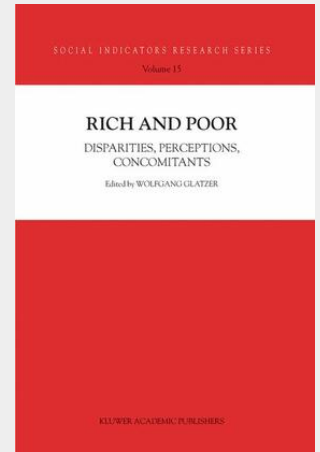 SOCIAL INDICATORS RESEARCH SERIES
Volume 15
RICH AND POOR
DISPARITIES, PERCEPTIONS,
CONCOMITANTS
Edited by WOLFGANG GLATZER
KLUWER ACADEMIC PUBLISHERS